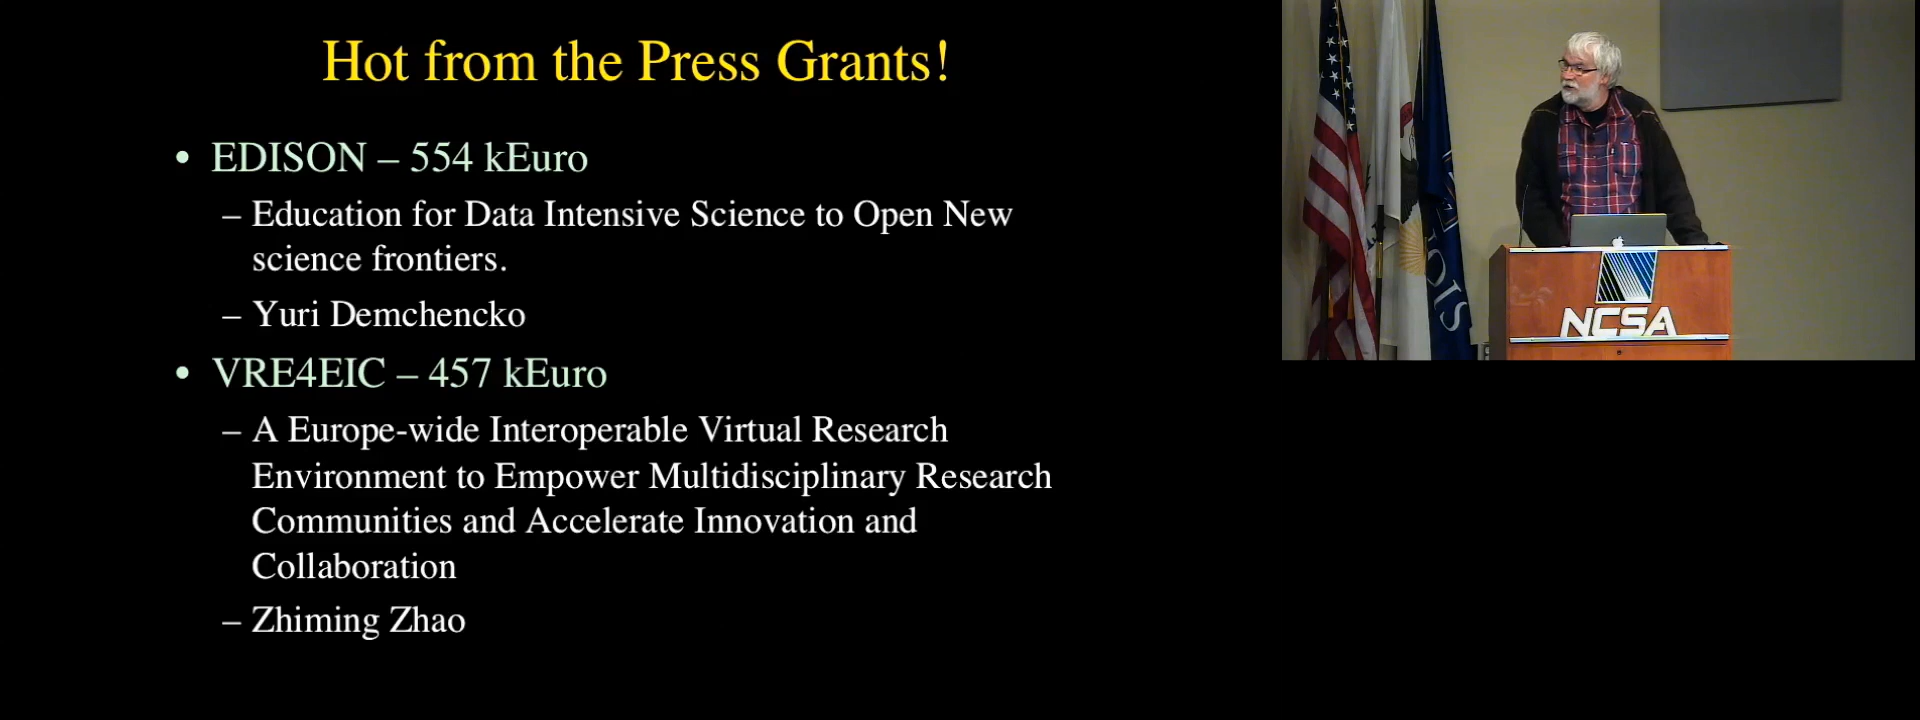 Hot from the Press Grants!
• EDISON – 554 kEuro
– Education for Data Intensive Science to Open New
science frontiers.
– Yuri Demchencko
• VRE4EIC – 457 kEuro
– A Europe-wide Interoperable Virtual Research
Environment to Empower Multidisciplinary Research
Communities and Accelerate Innovation and
Collaboration
– Zhiming Zhao
NCSA